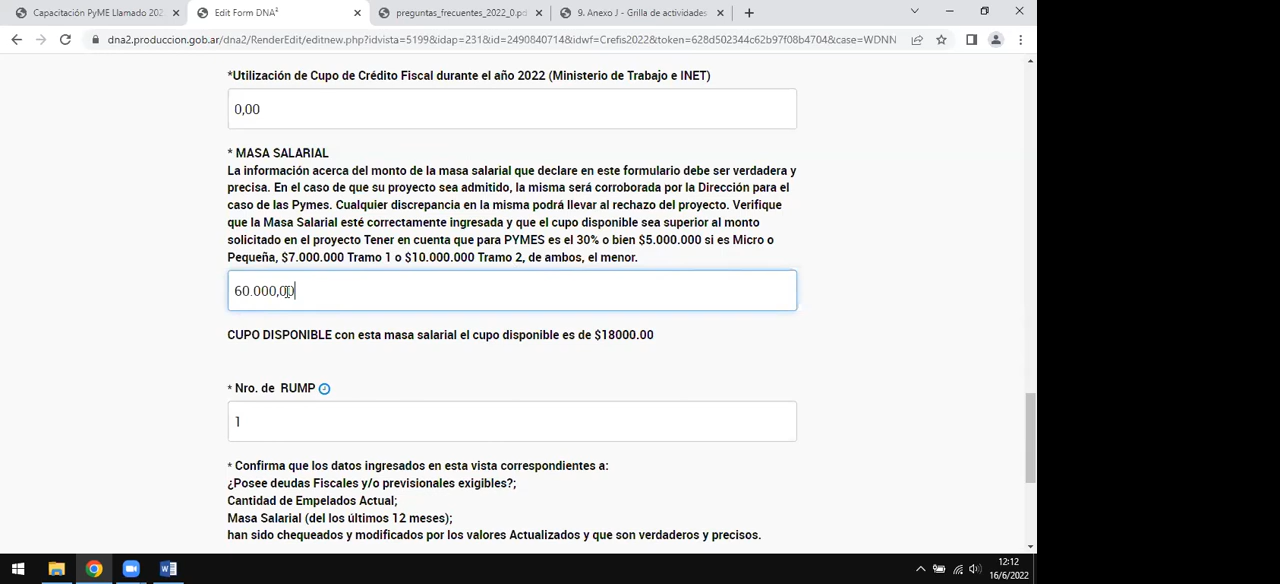 Capacitación PyME Llamado 202
Edit Form DNA²
preguntas_frecuentes_2022_0.pd
9. Anexo J - Grilla de actividades
dna2.produccion.gob.ar/dna2/RenderEdit/editnew.php?idvista=5199&idap=231&id=2490840714&idwf=Crefis2022&token=628d502344c62b97f08b4704&case=WDNN
*Utilización de Cupo de Crédito Fiscal durante el año 2022 (Ministerio de Trabajo e INET)
0,00
* MASA SALARIAL
La información acerca del monto de la masa salarial que declare en este formulario debe ser verdadera y
precisa. En el caso de que su proyecto sea admitido, la misma será corroborada por la Dirección para el
caso de las Pymes. Cualquier discrepancia en la misma podrá llevar al rechazo del proyecto. Verifique
que la Masa Salarial esté correctamente ingresada y que el cupo disponible sea superior al monto
solicitado en el proyecto Tener en cuenta que para PYMES es el 30% o bien $5.000.000 si es Micro o
Pequeña, $7.000.000 Tramo 1 o $10.000.000 Tramo 2, de ambos, el menor.
60.000,00
CUPO DISPONIBLE con esta masa salarial el cupo disponible es de $18000.00
* Nro. de RUMP
1
* Confirma que los datos ingresados en esta vista correspondientes a:
¿Posee deudas Fiscales y/o previsionales exigibles?;
Cantidad de Empelados Actual;
Masa Salarial (del los últimos 12 meses);
han sido chequeados y modificados por los valores Actualizados y que son verdaderos y precisos.
12:12
16/6/2022